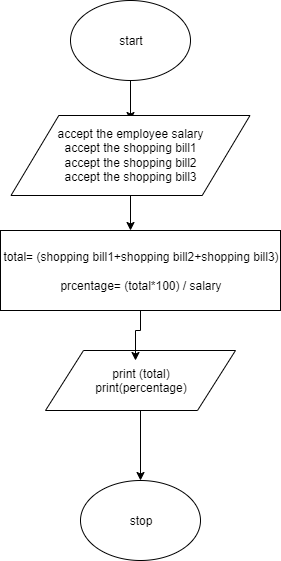 start
accept the employee salary
accept the shopping bill1
accept the shopping bill2
accept the shopping bill3
total= (shopping bill1+shopping bill2+shopping bill3)
prcentage= (total*100) / salary
print (total)
print(percentage)
stop